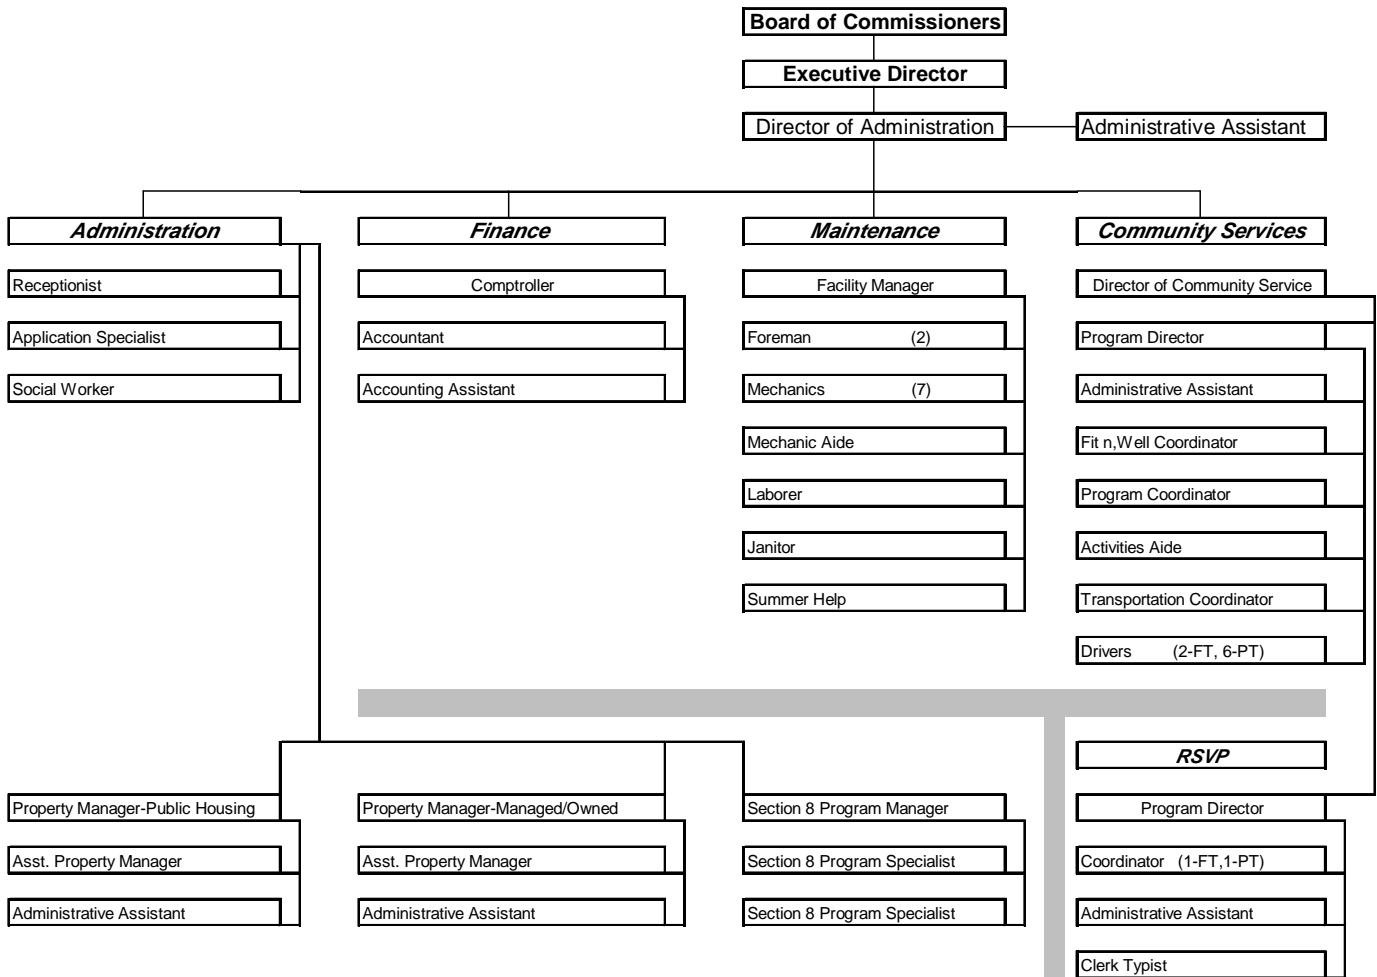 Board of Commissioners
Executive Director
Director of Administration
Administrative Assistant
Administration
Finance
Maintenance
Community Services
Receptionist
Comptroller
Facility Manager
Director of Community Service
Application Specialist
Accountant
Foreman (2)
Program Director
Social Worker
Accounting Assistant
Mechanics (7)
Administrative Assistant
Mechanic Aide
Fit n,Well Coordinator
Laborer
Program Coordinator
Janitor
Activities Aide
Summer Help
Transportation Coordinator
Drivers (2-FT, 6-PT)
RSVP
Property Manager-Public Housing
Property Manager-Managed/Owned
Section 8 Program Manager
Program Director
Asst. Property Manager
Asst. Property Manager
Section 8 Program Specialist
Coordinator (1-FT,1-PT)
Administrative Assistant
Administrative Assistant
Section 8 Program Specialist
Administrative Assistant
Clerk Typist